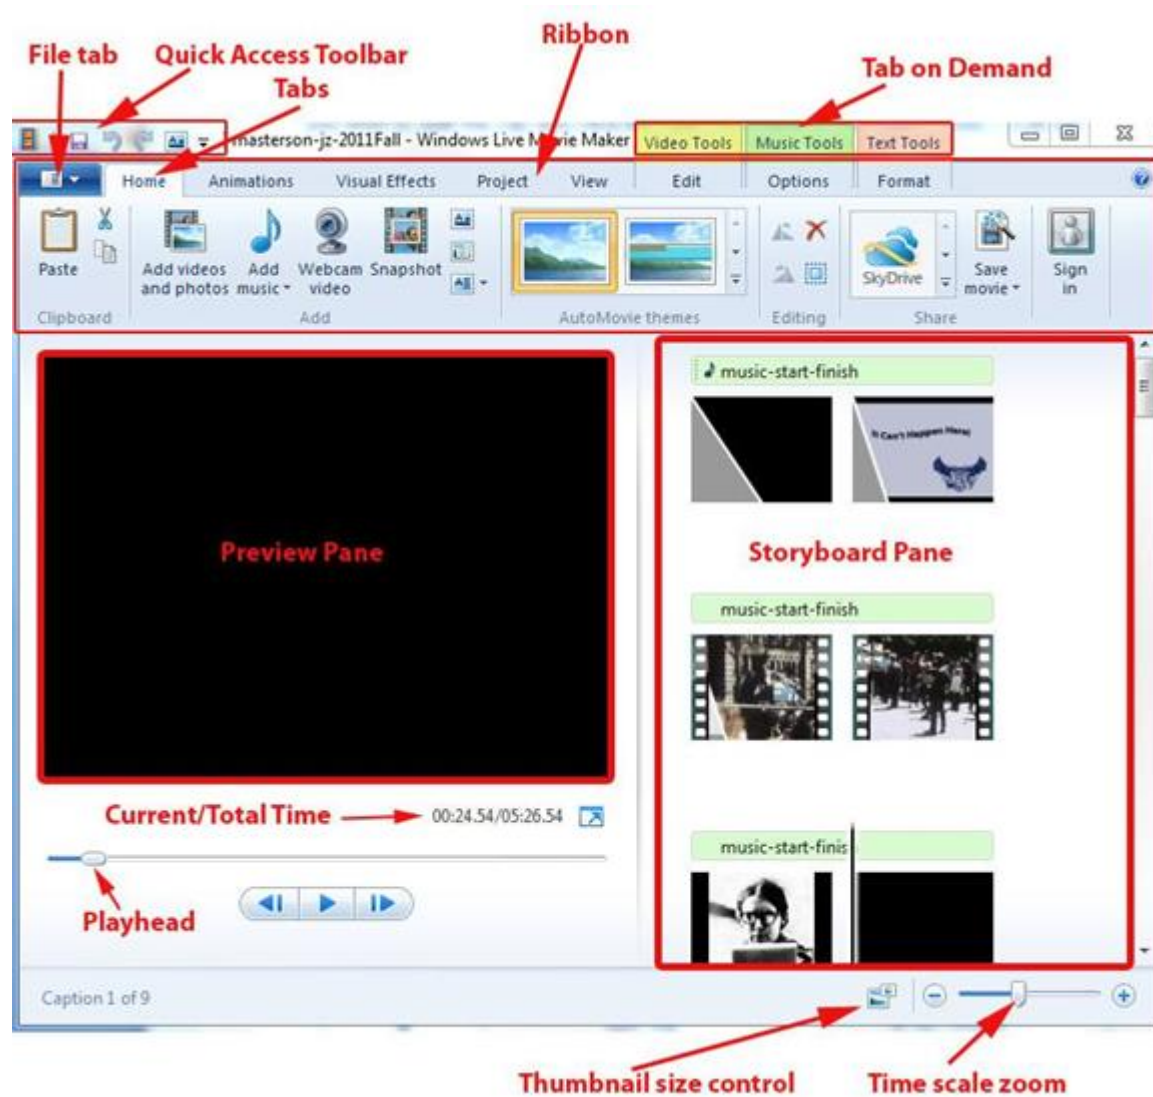 Ribbon
File tab
Quick Access Toolbar
Tabs
Tab on Demand
masterson-jz-2011Fall - Windows Live Movie Maker
Video Tools
Music Tools
Text Tools
Home
Animations
Visual Effects
Project
View
Edit
Options
Format
Paste
Add videos
and photos
Add
music
Webcam
video
Snapshot
SkyDrive
Save
movie
Sign
in
Clipboard
Add
AutoMovie themes
Editing
Share
music-start-finish
It Can't Happen Here!
Preview Pane
Storyboard Pane
music-start-finish
Current/Total Time
00:24.54/05:26.54
music-start-finis
Playhead
Caption 1 of 9
Thumbnail size control
Time scale zoom